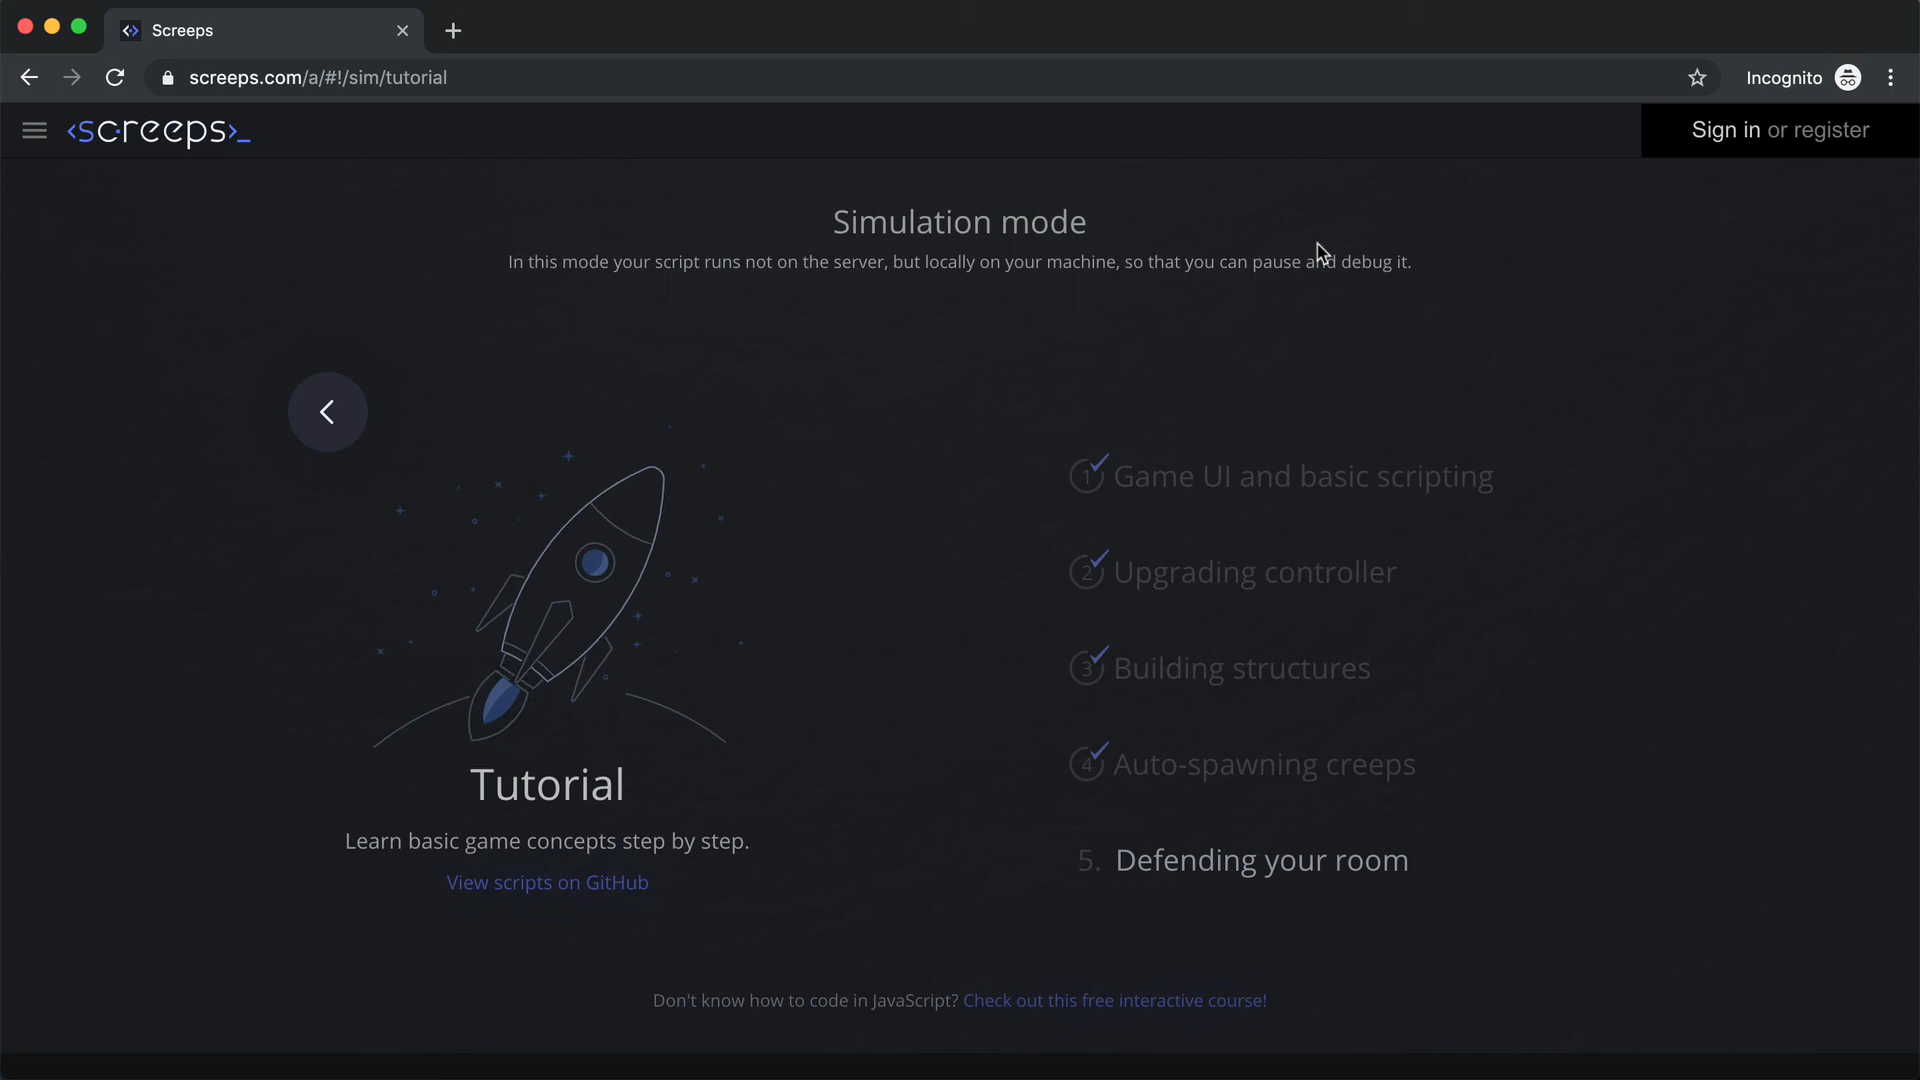 Screeps
screeps.com/a/#!/sim/tutorial
Incognito
<screeps>_
Sign in or register
Simulation mode
In this mode your script runs not on the server, but locally on your machine, so that you can pause and debug it.
1 Game UI and basic scripting
2 Upgrading controller
3 Building structures
4 Auto-spawning creeps
5. Defending your room
Tutorial
Learn basic game concepts step by step.
View scripts on GitHub
Don't know how to code in JavaScript? Check out this free interactive course!